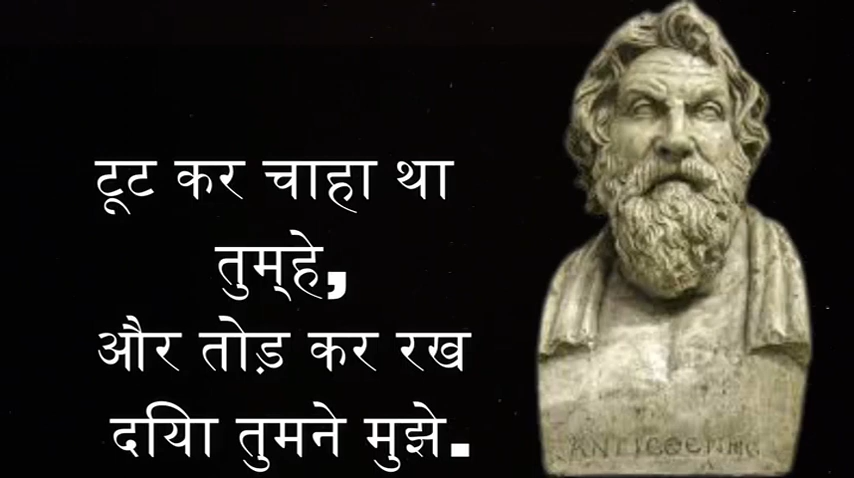 टूट कर चाहा था
तुम्हे,
और तोड़ कर रख
दिया तुमने मुझे.